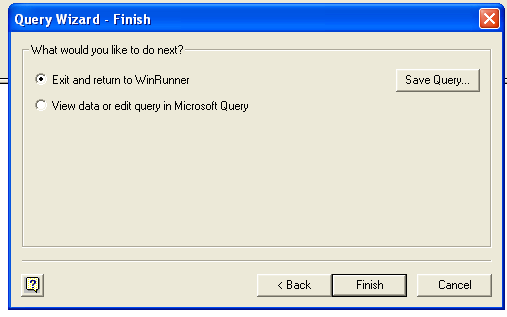 Query Wizard - Finish
What would you like to do next?
Exit and return to WinRunner
Save Query...
View data or edit query in Microsoft Query
?
< Back
Finish
Cancel